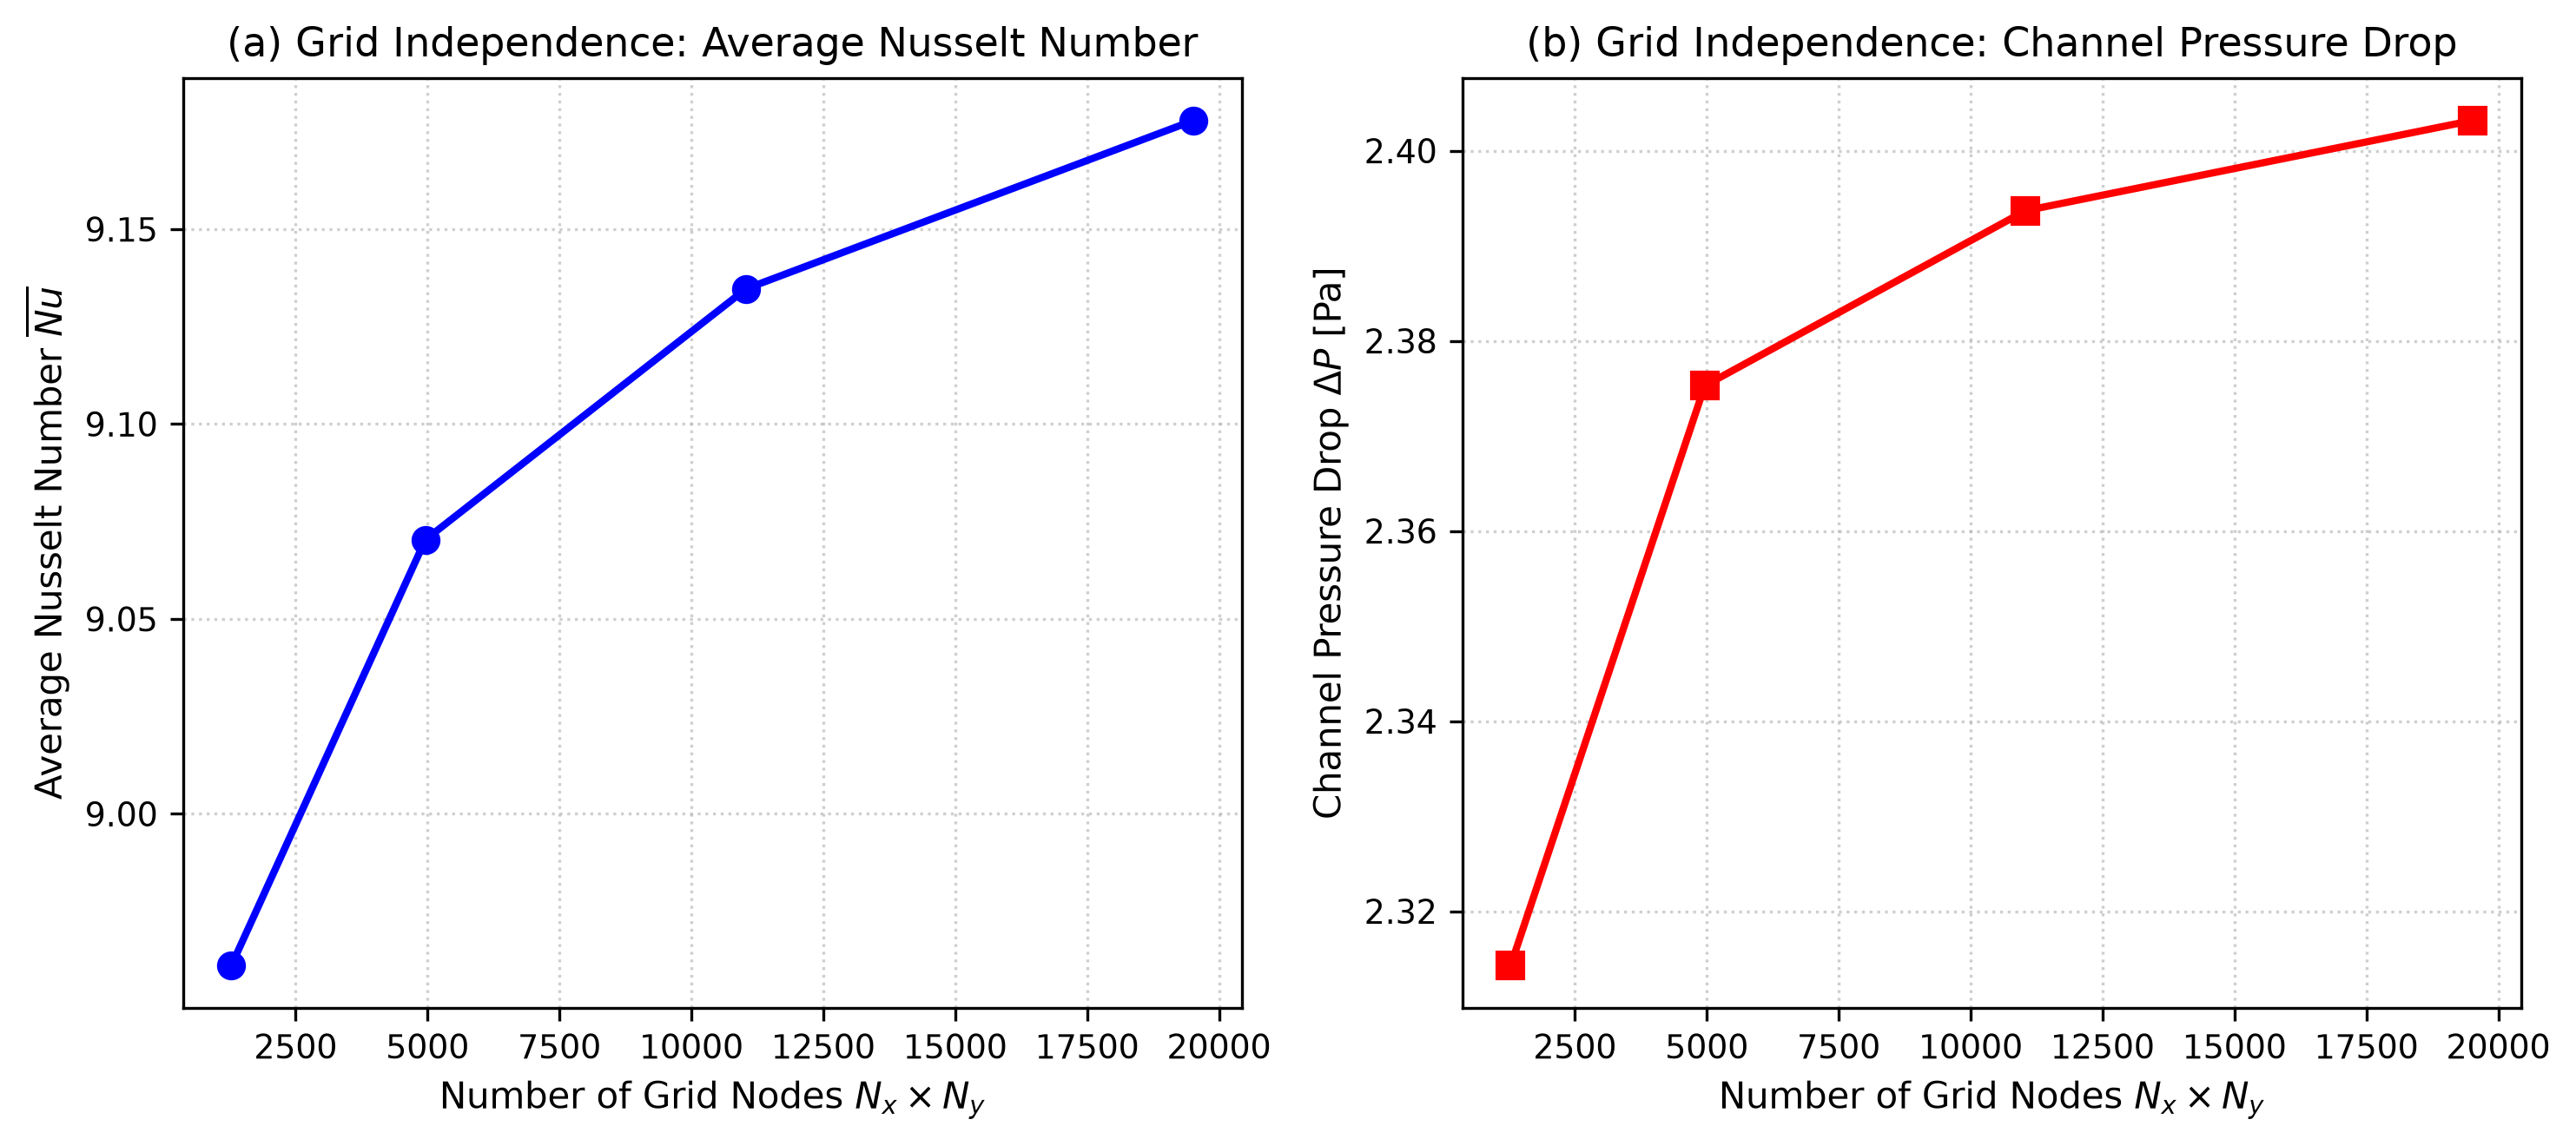 (a) Grid Independence: Average Nusselt Number
9.15
9.10
9.05
9.00
Average Nusselt Number $\overline{Nu}$
2500 5000 7500 10000 12500 15000 17500 20000
Number of Grid Nodes $N_x \times N_y$
(b) Grid Independence: Channel Pressure Drop
2.40
2.38
2.36
2.34
2.32
Channel Pressure Drop ΔP [Pa]
2500 5000 7500 10000 12500 15000 17500 20000
Number of Grid Nodes $N_x \times N_y$